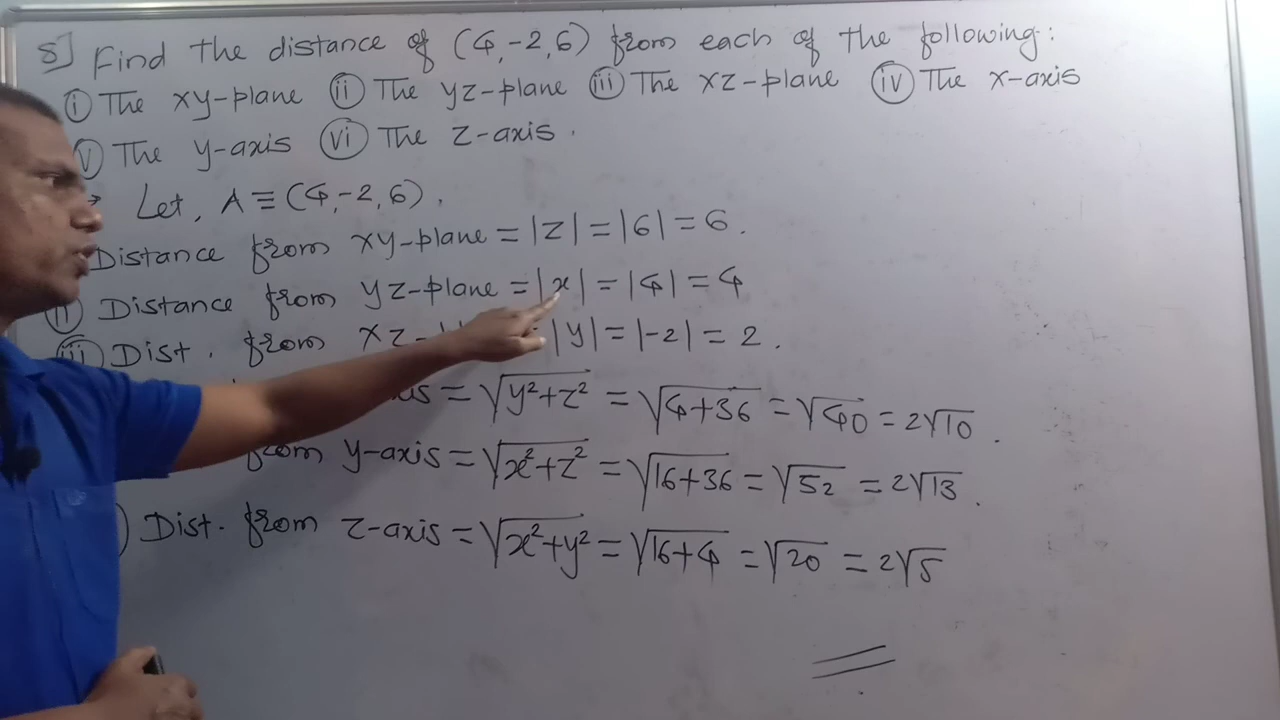 5] Find the distance of (4,-2,6) from each of the following:
(i) The xy-plane (ii) The yz-plane (iii) The xz-plane (iv) The x-axis
(v) The y-axis (vi) The z-axis.
Let, A ≡ (4,-2,6).
Distance from xy-plane = |z| = |6| = 6.
(ii) Distance from yz-plane = |x| = |4| = 4
(iii) Dist. from xz- = |y| = |-2| = 2.
= √(y²+z²) = √(4+36) = √40 = 2√10.
from y-axis = √(x²+z²) = √(16+36) = √52 = 2√13.
) Dist. from z-axis = √(x²+y²) = √(16+4) = √20 = 2√5